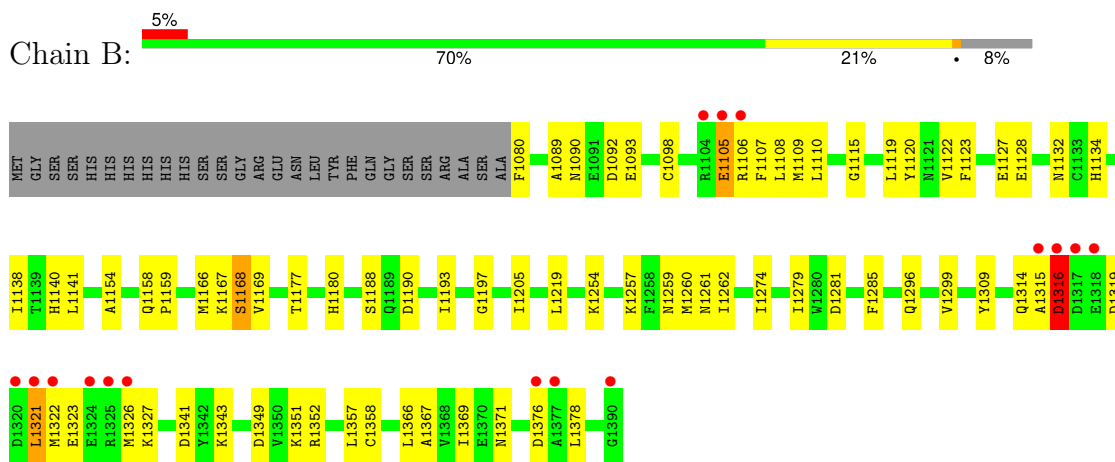 5%
Chain B:
70% 21% • 8%
MET GLY SER SER HIS HIS HIS HIS HIS HIS SER SER GLY ARG GLU ASN LEU TYR PHE GLN GLY SER SER ARG ALA SER ALA F1080 A1089 N1090 E1091 D1092 E1093 C1098 R1104 E1105 R1106 F1107 L1108 M1109 L1110 G1115 L1119 Y1120 N1121 V1122 F1123 E1127 E1128 N1132 C1133 H1134
I1138 T1139 H1140 L1141 A1154 Q1158 P1159 M1166 K1167 S1168 V1169 T1177 H1180 S1188 Q1189 D1190 I1193 G1197 I1205 L1219 K1254 K1257 F1258 N1259 M1260 N1261 I1262 I1274 I1279 W1280 D1281 F1285 Q1296 V1299 Y1309 Q1314 A1315 D1316 D1317 E1318 D1319
D1320 L1321 M1322 E1323 E1324 R1325 M1326 K1327 D1341 Y1342 K1343 D1349 V1350 K1351 R1352 L1357 C1358 L1366 A1367 V1368 I1369 E1370 N1371 D1376 A1377 L1378 G1390